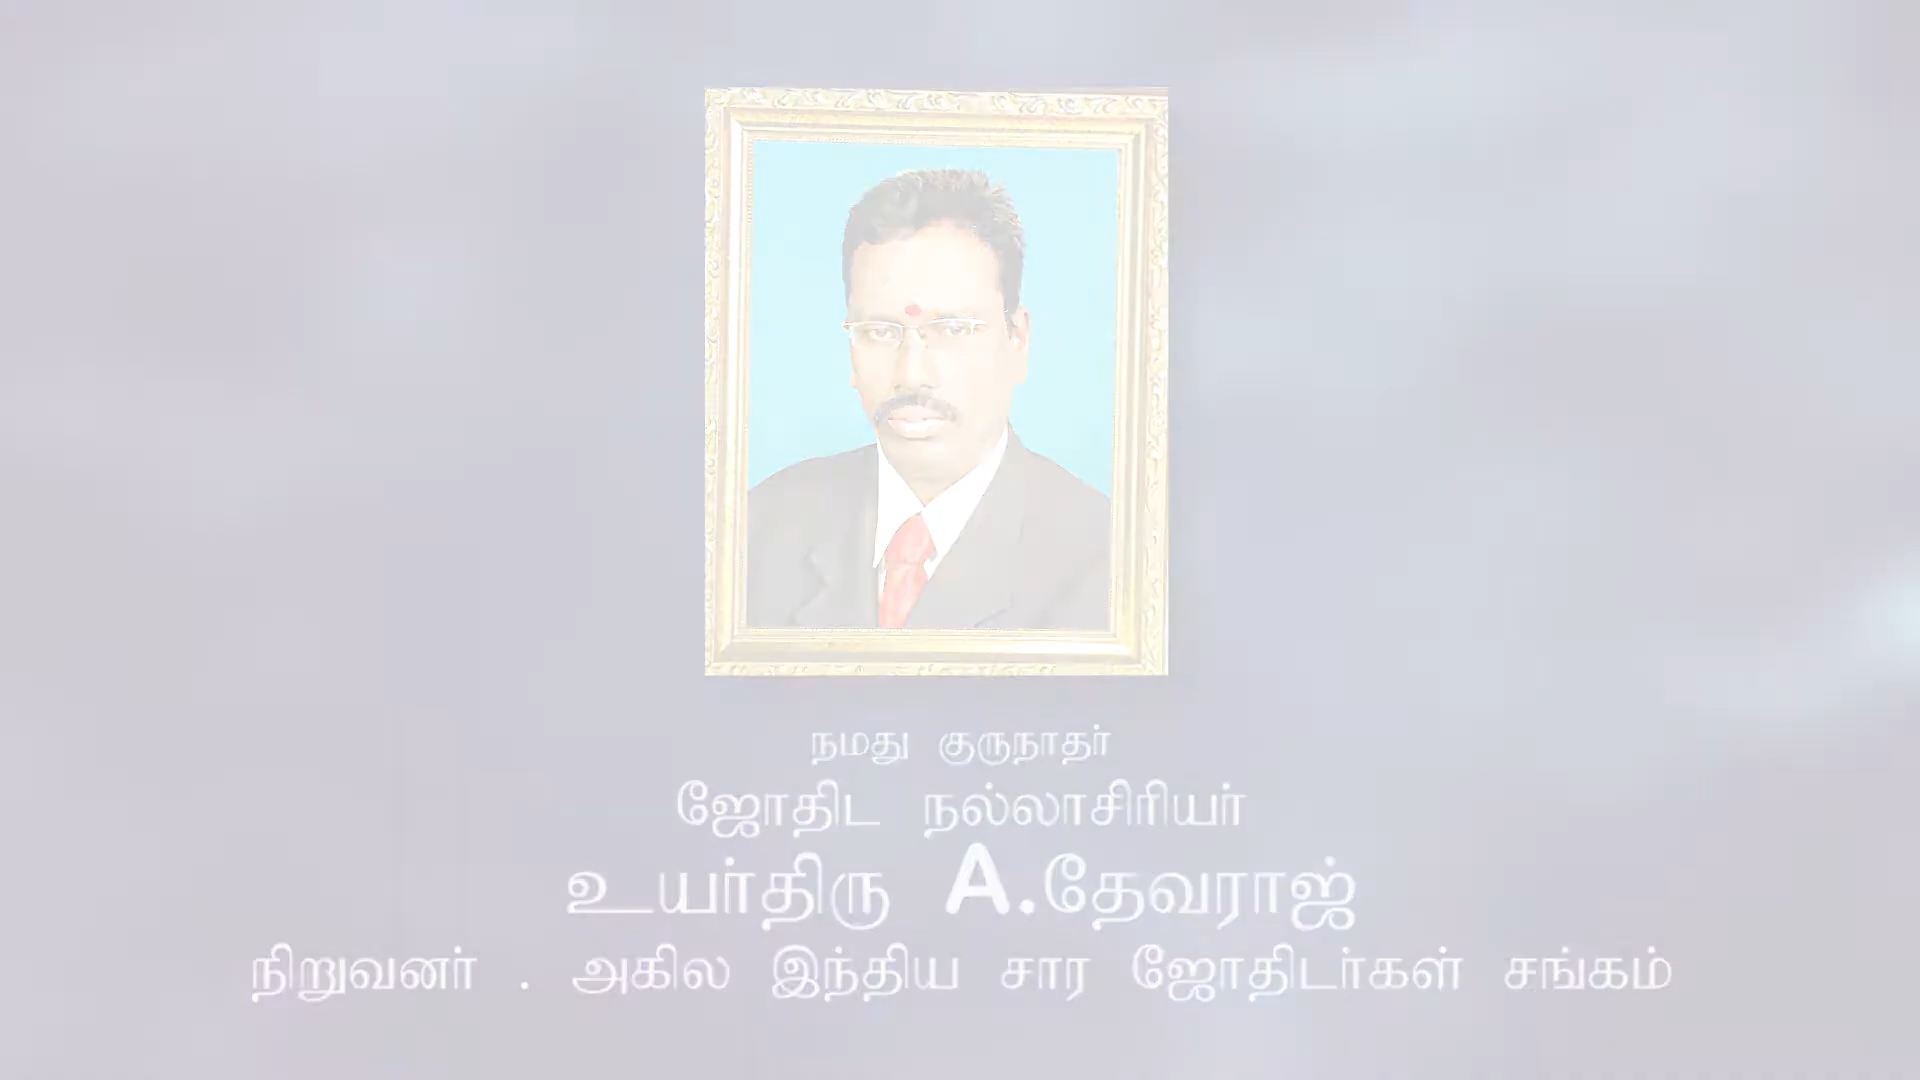 நமது குருநாதர்
ஜோதிட நல்லாசிரியர்
உயர்திரு A.தேவராஜ்
நிறுவனர் . அகில இந்திய சார ஜோதிடர்கள் சங்கம்